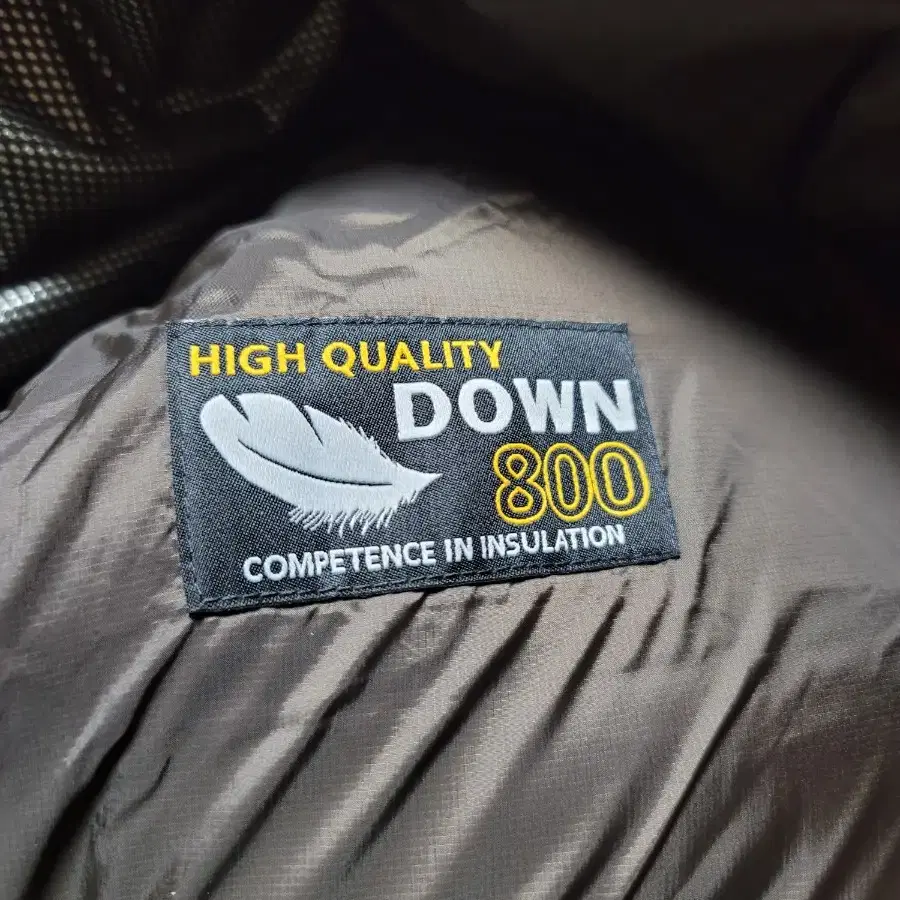 HIGH QUALITY
DOWN
800
COMPETENCE IN INSULATION